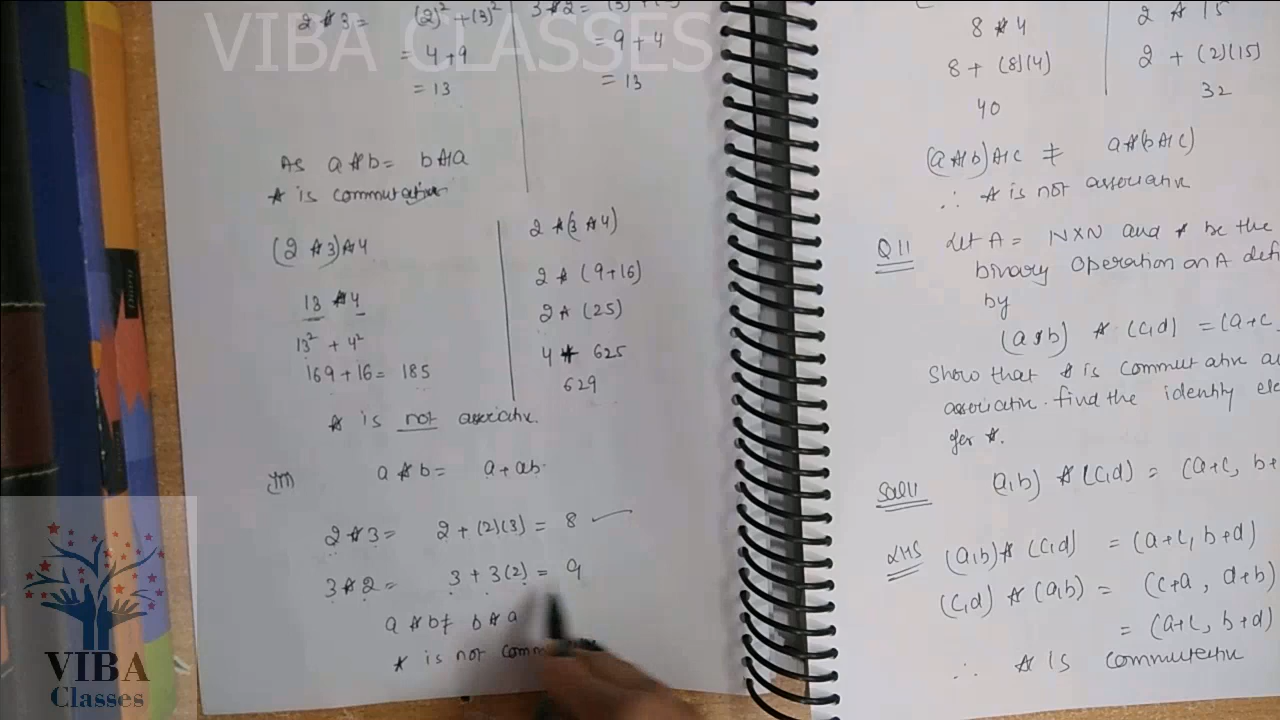 VIBA CLASSES
2 * 3 = (2)² + (3)²
= 4 + 9
= 13
3 * 2 =
= 9 + 4
= 13
As a * b = b * a
* is commutative
(2 * 3) * 4
13 * 4
13² + 4²
169 + 16 = 185
2 * (3 * 4)
2 * (9+16)
2 * (25)
4 * 625
629
* is not associative.
(iii) a * b = a + ab
2 * 3 = 2 + (2)(3) = 8
3 * 2 = 3 + 3(2) = 9
a * b ≠ b * a
* is not comm
8 * 4
8 + (8)(4)
40
2 * 15
2 + (2)(15)
32
(a * b) * c ≠ a * (b * c)
∴ * is not associative
Q11 Let A = N×N and * be the
binary operation on A defi
by
(a,b) * (c,d) = (a+c
Show that * is commutative a
associative. find the identity ele
for *.
Soln a,b) * (c,d) = (a+c, b+
LHS (a,b) * (c,d) = (a+c, b+d)
(c,d) * (a,b) = (c+a, d+b)
= (a+c, b+d)
∴ * is commutative
VIBA
Classes